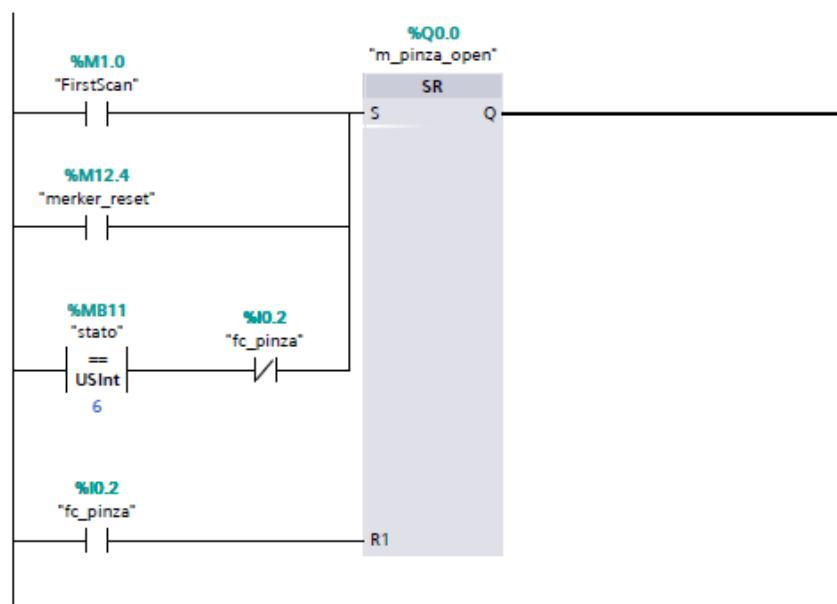 %Q0.0
"m_pinza_open"
%M1.0
"FirstScan"
SR
S
Q
%M12.4
"merker_reset"
%MB11
"stato"
==
USInt
6
%I0.2
"fc_pinza"
%I0.2
"fc_pinza"
R1